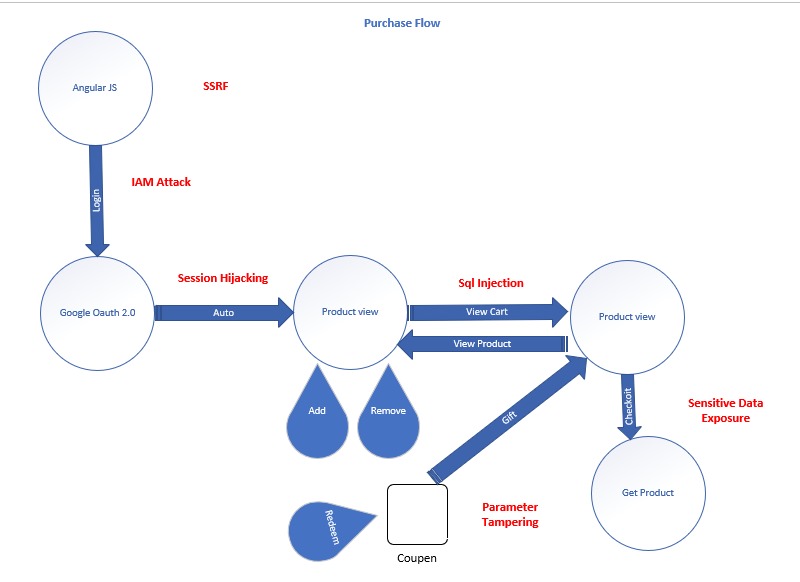 Purchase Flow
Angular JS
SSRF
IAM Attack
Login
Session Hijacking
Sql Injection
Google Oauth 2.0
Auto
Product view
View Cart
Product view
View Product
Add
Remove
Gift
Checkoit
Sensitive Data
Exposure
Get Product
Redeem
Parameter
Tampering
Coupen